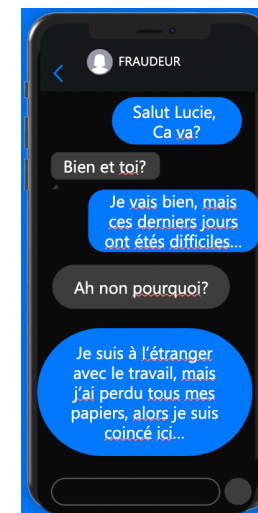 FRAUDEUR
Salut Lucie,
Ca va?
Bien et toi?
Je vais bien, mais
ces derniers jours
ont étés difficiles...
Ah non pourquoi?
Je suis à l'étranger
avec le travail, mais
j'ai perdu tous mes
papiers, alors je suis
coincé ici...